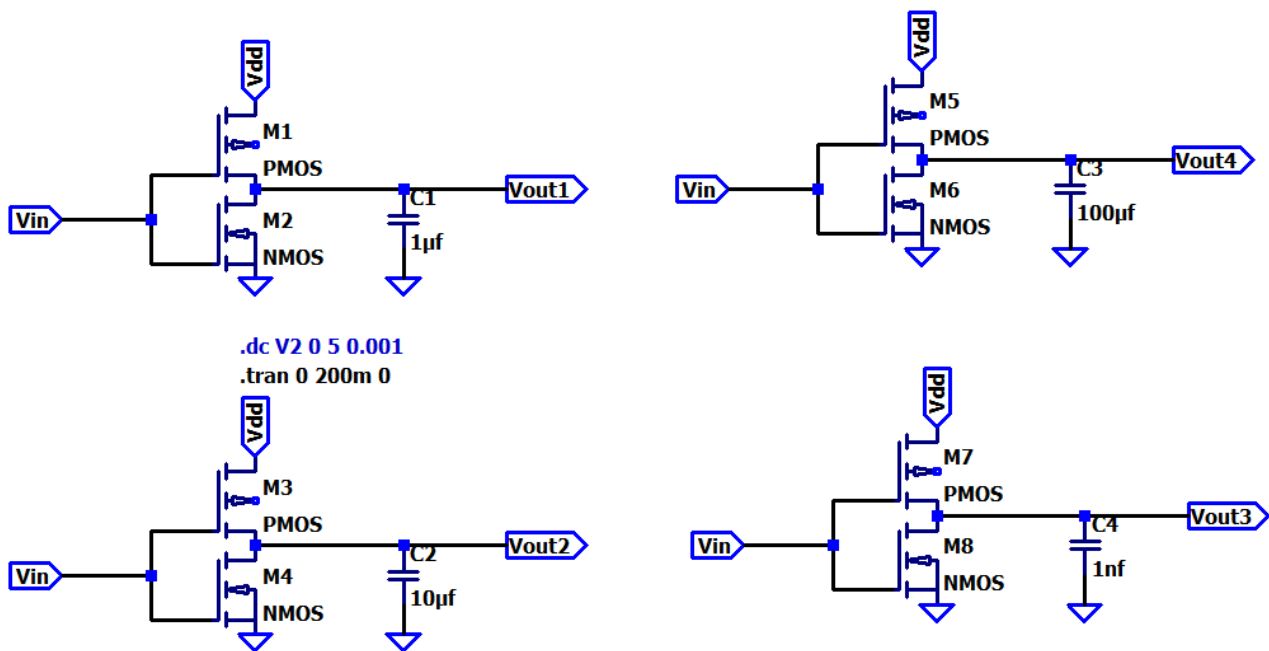 Vdd
M1
PMOS
Vin
M2
NMOS
C1
1µf
Vout1
Vdd
M5
PMOS
Vin
M6
NMOS
C3
100µf
Vout4
.dc V2 0 5 0.001
.tran 0 200m 0
Vdd
M3
PMOS
Vin
M4
NMOS
C2
10µf
Vout2
Vdd
M7
PMOS
Vin
M8
NMOS
C4
1nf
Vout3